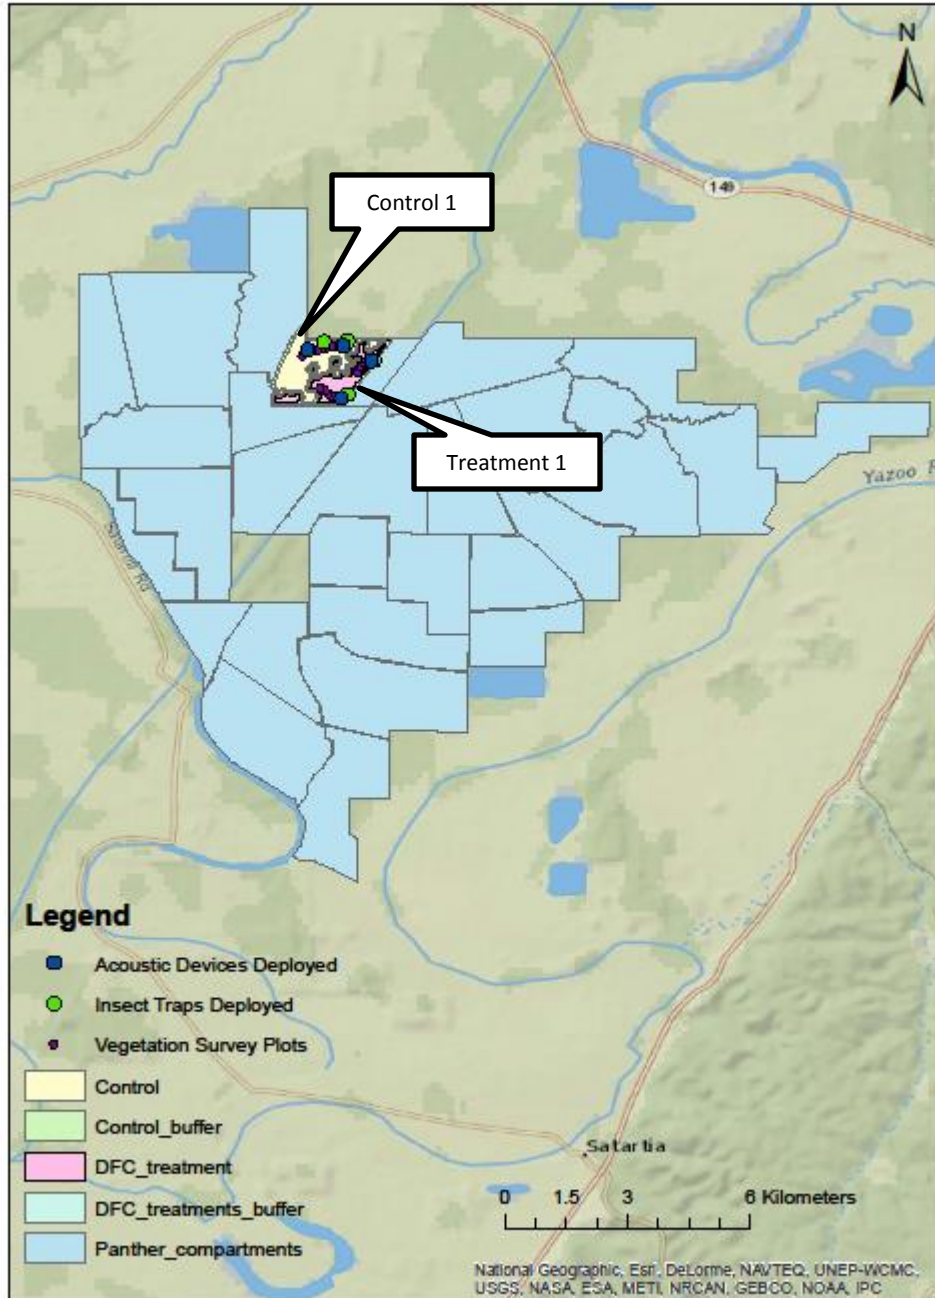 N
149
Control 1
Treatment 1
Yazoo R
Satartia
Legend
Acoustic Devices Deployed
Insect Traps Deployed
Vegetation Survey Plots
Control
Control_buffer
DFC_treatment
DFC_treatments_buffer
Panther_compartments
0 1.5 3 6 Kilometers
National Geographic, Esri, DeLorme, NAVTEQ, UNEP-WCMC,
USGS, NASA, ESA, METI, NRCAN, GEBCO, NOAA, IPC